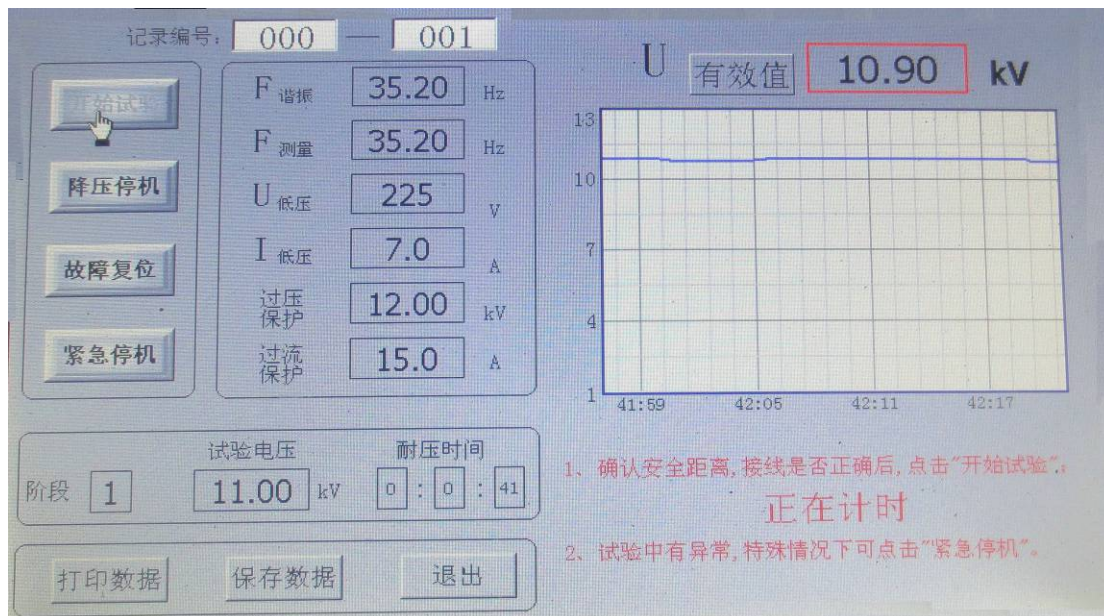 记录编号： 000 — 001
开始试验
降压停机
故障复位
紧急停机
F 谐振 35.20 Hz
F 测量 35.20 Hz
U 低压 225 V
I 低压 7.0 A
过压保护 12.00 kV
过流保护 15.0 A
U 有效值 10.90 kV
13
10
7
4
1
41:59 42:05 42:11 42:17
试验电压 耐压时间
阶段 1 11.00 kV 0 : 0 : 41
1、确认安全距离,接线是否正确后,点击"开始试验";
正在计时
2、试验中有异常,特殊情况下可点击"紧急停机"。
打印数据 保存数据 退出